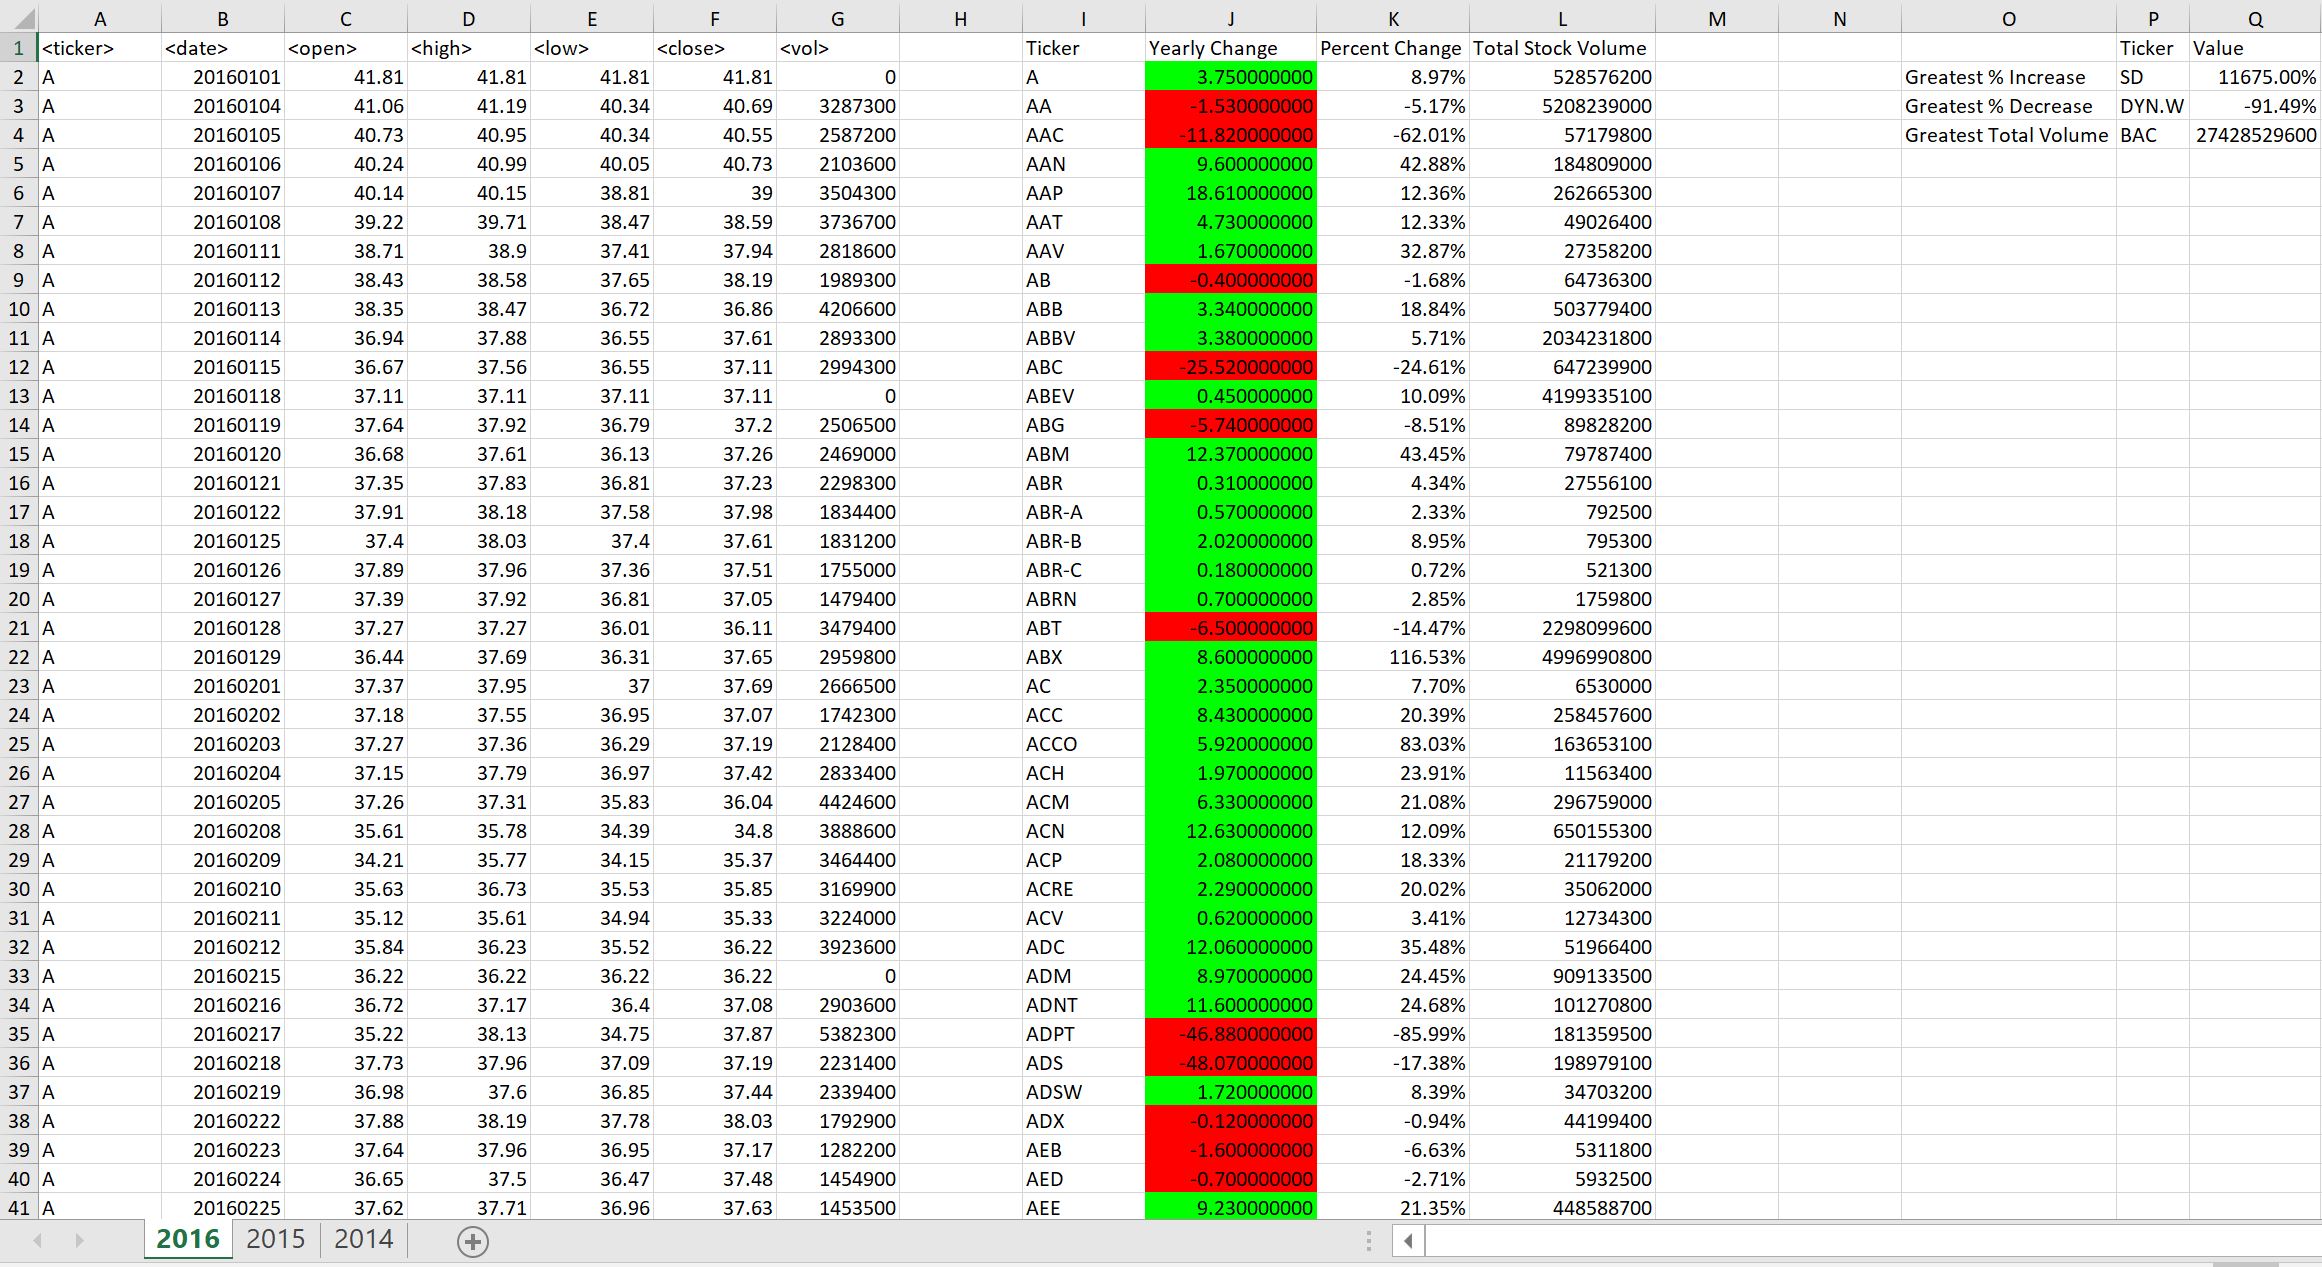 A B C D E F G H I J K L M N O P Q
1 <ticker> <date> <open> <high> <low> <close> <vol> Ticker Yearly Change Percent Change Total Stock Volume Ticker Value
2 A 20160101 41.81 41.81 41.81 41.81 0 A 3.750000000 8.97% 528576200 Greatest % Increase SD 11675.00%
3 A 20160104 41.06 41.19 40.34 40.69 3287300 AA -1.530000000 -5.17% 5208239000 Greatest % Decrease DYN.W -91.49%
4 A 20160105 40.73 40.95 40.34 40.55 2587200 AAC -11.820000000 -62.01% 57179800 Greatest Total Volume BAC 27428529600
5 A 20160106 40.24 40.99 40.05 40.73 2103600 AAN 9.600000000 42.88% 184809000
6 A 20160107 40.14 40.15 38.81 39 3504300 AAP 18.610000000 12.36% 262665300
7 A 20160108 39.22 39.71 38.47 38.59 3736700 AAT 4.730000000 12.33% 49026400
8 A 20160111 38.71 38.9 37.41 37.94 2818600 AAV 1.670000000 32.87% 27358200
9 A 20160112 38.43 38.58 37.65 38.19 1989300 AB -0.400000000 -1.68% 64736300
10 A 20160113 38.35 38.47 36.72 36.86 4206600 ABB 3.340000000 18.84% 503779400
11 A 20160114 36.94 37.88 36.55 37.61 2893300 ABBV 3.380000000 5.71% 2034231800
12 A 20160115 36.67 37.56 36.55 37.11 2994300 ABC -25.520000000 -24.61% 647239900
13 A 20160118 37.11 37.11 37.11 37.11 0 ABEV 0.450000000 10.09% 4199335100
14 A 20160119 37.64 37.92 36.79 37.2 2506500 ABG -5.740000000 -8.51% 89828200
15 A 20160120 36.68 37.61 36.13 37.26 2469000 ABM 12.370000000 43.45% 79787400
16 A 20160121 37.35 37.83 36.81 37.23 2298300 ABR 0.310000000 4.34% 27556100
17 A 20160122 37.91 38.18 37.58 37.98 1834400 ABR-A 0.570000000 2.33% 792500
18 A 20160125 37.4 38.03 37.4 37.61 1831200 ABR-B 2.020000000 8.95% 795300
19 A 20160126 37.89 37.96 37.36 37.51 1755000 ABR-C 0.180000000 0.72% 521300
20 A 20160127 37.39 37.92 36.81 37.05 1479400 ABRN 0.700000000 2.85% 1759800
21 A 20160128 37.27 37.27 36.01 36.11 3479400 ABT -6.500000000 -14.47% 2298099600
22 A 20160129 36.44 37.69 36.31 37.65 2959800 ABX 8.600000000 116.53% 4996990800
23 A 20160201 37.37 37.95 37 37.69 2666500 AC 2.350000000 7.70% 6530000
24 A 20160202 37.18 37.55 36.95 37.07 1742300 ACC 8.430000000 20.39% 258457600
25 A 20160203 37.27 37.36 36.29 37.19 2128400 ACCO 5.920000000 83.03% 163653100
26 A 20160204 37.15 37.79 36.97 37.42 2833400 ACH 1.970000000 23.91% 11563400
27 A 20160205 37.26 37.31 35.83 36.04 4424600 ACM 6.330000000 21.08% 296759000
28 A 20160208 35.61 35.78 34.39 34.8 3888600 ACN 12.630000000 12.09% 650155300
29 A 20160209 34.21 35.77 34.15 35.37 3464400 ACP 2.080000000 18.33% 21179200
30 A 20160210 35.63 36.73 35.53 35.85 3169900 ACRE 2.290000000 20.02% 35062000
31 A 20160211 35.12 35.61 34.94 35.33 3224000 ACV 0.620000000 3.41% 12734300
32 A 20160212 35.84 36.23 35.52 36.22 3923600 ADC 12.060000000 35.48% 51966400
33 A 20160215 36.22 36.22 36.22 36.22 0 ADM 8.970000000 24.45% 909133500
34 A 20160216 36.72 37.17 36.4 37.08 2903600 ADNT 11.600000000 24.68% 101270800
35 A 20160217 35.22 38.13 34.75 37.87 5382300 ADPT -46.880000000 -85.99% 181359500
36 A 20160218 37.73 37.96 37.09 37.19 2231400 ADS -48.070000000 -17.38% 198979100
37 A 20160219 36.98 37.6 36.85 37.44 2339400 ADSW 1.720000000 8.39% 34703200
38 A 20160222 37.88 38.19 37.78 38.03 1792900 ADX -0.120000000 -0.94% 44199400
39 A 20160223 37.64 37.96 36.95 37.17 1282200 AEB -1.600000000 -6.63% 5311800
40 A 20160224 36.65 37.5 36.47 37.48 1454900 AED -0.700000000 -2.71% 5932500
41 A 20160225 37.62 37.71 36.96 37.63 1453500 AEE 9.230000000 21.35% 448588700
2016 2015 2014